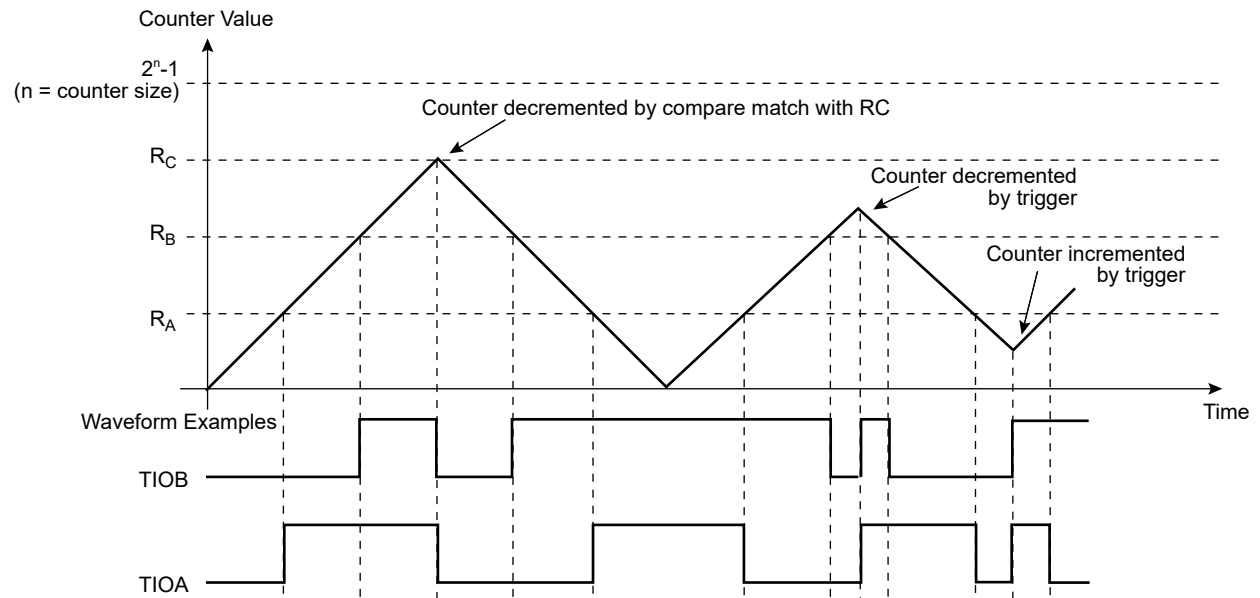 Counter Value
2ⁿ-1
(n = counter size)
Counter decremented by compare match with RC
R_C
Counter decremented
by trigger
R_B
Counter incremented
by trigger
R_A
Time
Waveform Examples
TIOB
TIOA